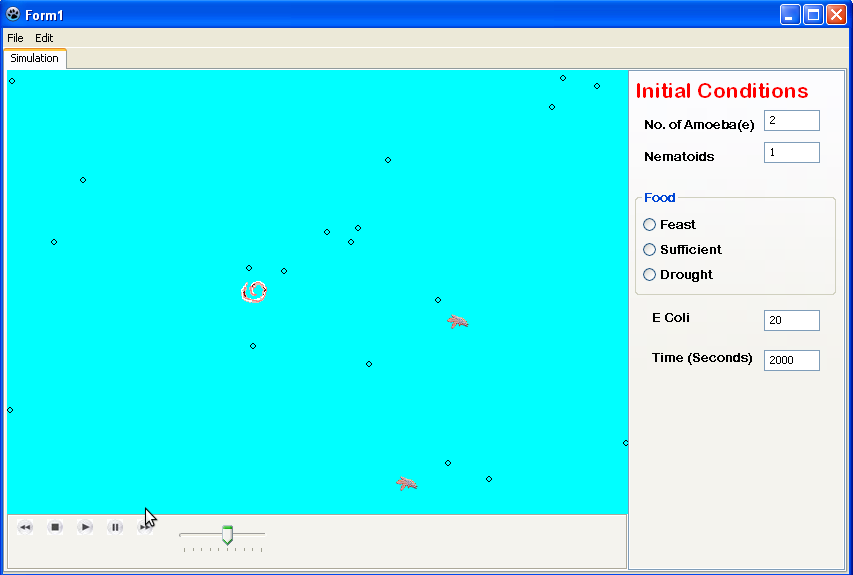 Form1
File Edit
Simulation
Initial Conditions
No. of Amoeba(e) 2
Nematoids 1
Food
Feast
Sufficient
Drought
E Coli 20
Time (Seconds) 2000